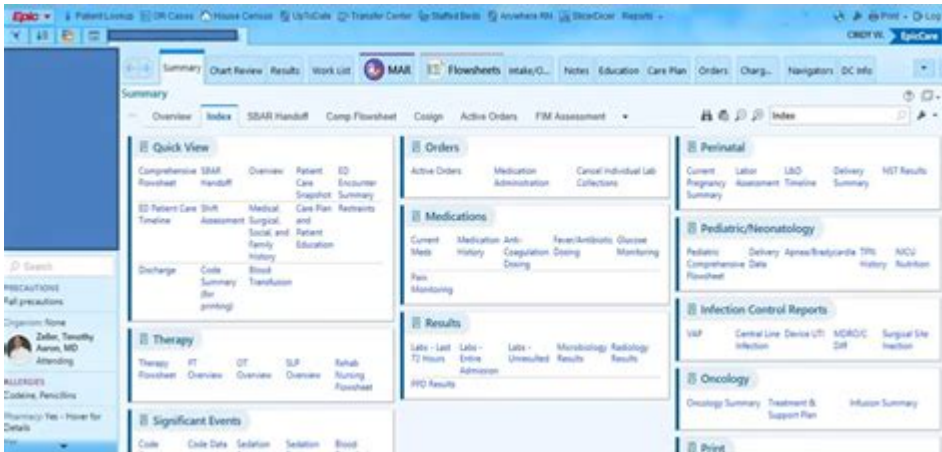 Epic Patient Lookup OR Cases House Census UpToDate Transfer Center Staffed Beds Anywhere RN SlicerDicer Reports Print Log
CINDY W. EpicCare
Summary Chart Review Results Work List MAR Flowsheets Intake/O... Notes Education Care Plan Orders Charg... Navigators DC Info
Summary
Overview Index SBAR Handoff Comp Flowsheet Cosign Active Orders FIM Assessment Index
Quick View
Comprehensive Flowsheet
SBAR Handoff
Overview
Patient Care Snapshot
ED Encounter Summary
ED Patient Care Timeline
Shift Assessment
Medical, Surgical, Social, and Family History
Care Plan and Patient Education
Restraints
Discharge
Code Summary (for printing)
Blood Transfusion
Therapy
Therapy Flowsheet
PT Overview
OT Overview
SLP Overview
Rehab Nursing Flowsheet
Significant Events
Code
Code Data
Sedation
Sedation
Blood
Orders
Active Orders
Medication Administration
Cancel Individual Lab Collections
Medications
Current Meds
Medication History
Anti-Coagulation Dosing
Fever/Antibiotic Dosing
Glucose Monitoring
Pain Monitoring
Results
Labs - Last 72 Hours
Labs - Entire Admission
Labs - Unresulted
Microbiology Results
Radiology Results
PPD Results
Perinatal
Current Pregnancy Summary
Labor Assessment
L&D Timeline
Delivery Summary
NST Results
Pediatric/Neonatology
Pediatric Comprehensive Flowsheet
Delivery Data
Apnea/Bradycardia
TPN History
NICU Nutrition
Infection Control Reports
VAP
Central Line Infection
Device UTI
MDRO/C Diff
Surgical Site Infection
Oncology
Oncology Summary
Treatment & Support Plan
Infusion Summary
Print
Search
PRECAUTIONS
Fall precautions
Organism: None
Zeller, Timothy
Aaron, MD
Attending
ALLERGIES
Codeine, Penicillins
Pharmacy: Yes - Hover for
Details